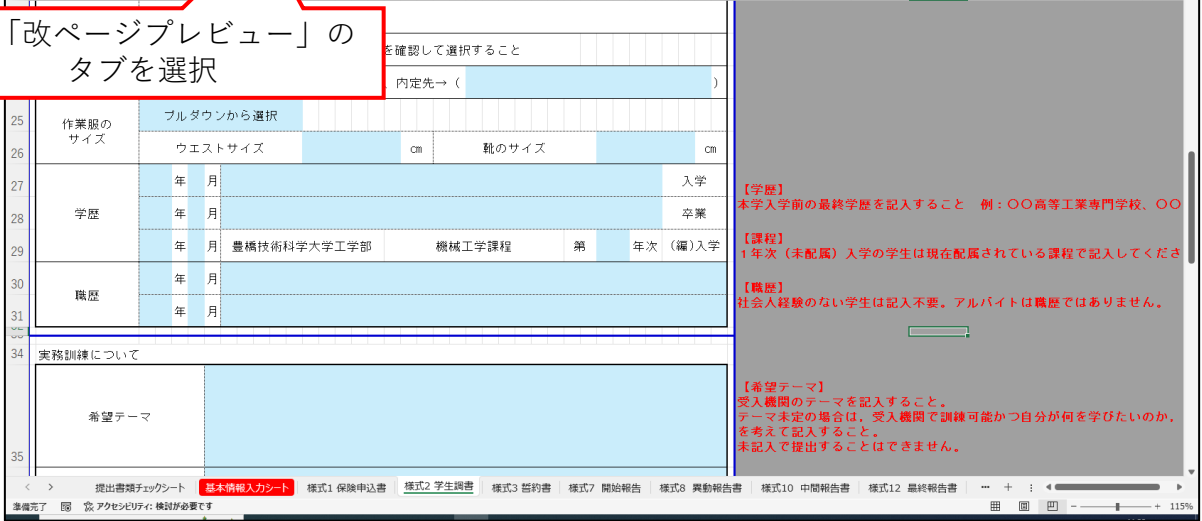 「改ページプレビュー」の
タブを選択
を確認して選択すること
内定先→（ ）
25 作業服の
サイズ
プルダウンから選択
26 ウエストサイズ cm 靴のサイズ cm
27 年 月 入学
28 学歴 年 月 卒業
29 年 月 豊橋技術科学大学工学部 機械工学課程 第 年次 (編)入学
30 職歴 年 月
31 年 月
34 実務訓練について
希望テーマ
35
【学歴】
本学入学前の最終学歴を記入すること 例：〇〇高等工業専門学校、〇〇
【課程】
１年次（未配属）入学の学生は現在配属されている課程で記入してくださ
【職歴】
社会人経験のない学生は記入不要。アルバイトは職歴ではありません。
【希望テーマ】
受入機関のテーマを記入すること。
テーマ未定の場合は，受入機関で訓練可能かつ自分が何を学びたいのか，
を考えて記入すること。
未記入で提出することはできません。
提出書類チェックシート 基本情報入力シート 様式1 保険申込書 様式2 学生調書 様式3 誓約書 様式7 開始報告 様式8 異動報告書 様式10 中間報告書 様式12 最終報告書 ··· + :
準備完了 アクセシビリティ: 検討が必要です - + 115%